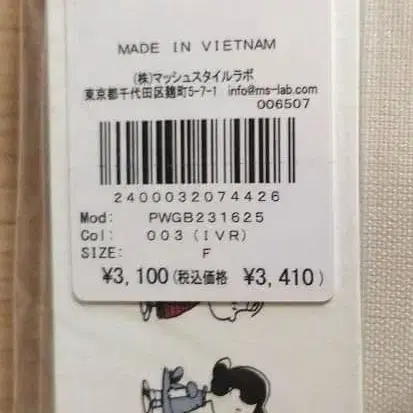 MADE IN VIETNAM
(株)マッシュスタイルラボ
東京都千代田区麹町5-7-1 info@ms-lab.com
006507
2400032074426
Mod: PWGB231625
Col: 003(IVR)
SIZE: F
¥3,100(税込価格 ¥3,410)